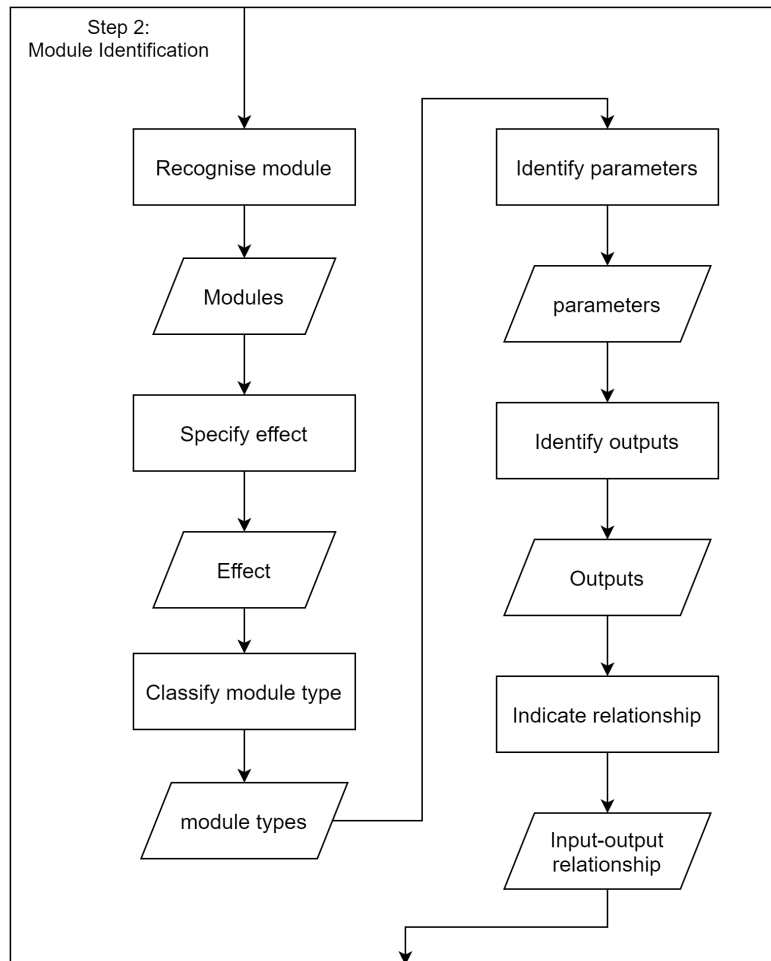 Step 2:
Module Identification
Recognise module
Modules
Specify effect
Effect
Classify module type
module types
Identify parameters
parameters
Identify outputs
Outputs
Indicate relationship
Input-output
relationship